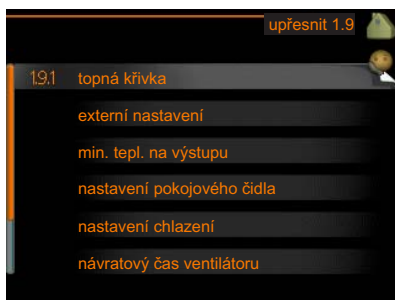 upřesnit 1.9
1.9.1 topná křivka
externí nastavení
min. tepl. na výstupu
nastavení pokojového čidla
nastavení chlazení
návratový čas ventilátoru